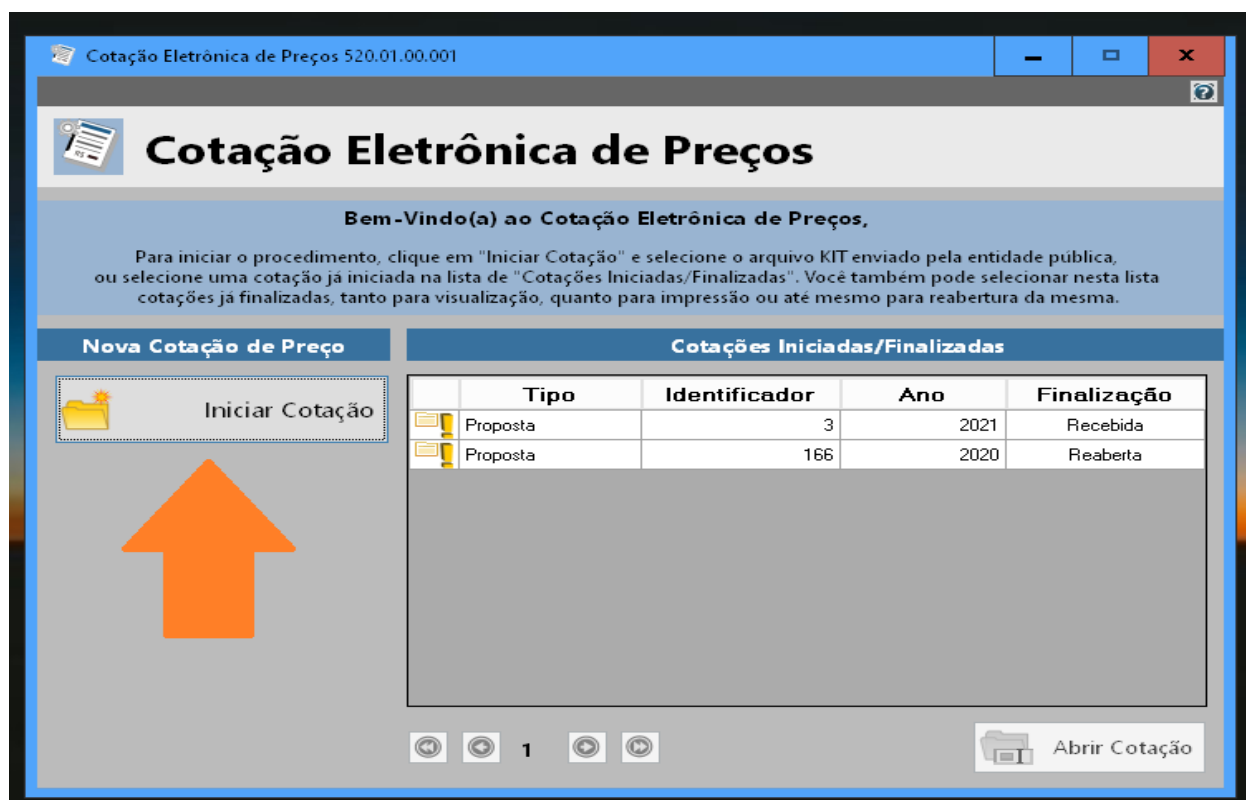 Cotação Eletrônica de Preços 520.01.00.001
Cotação Eletrônica de Preços
Bem-Vindo(a) ao Cotação Eletrônica de Preços,
Para iniciar o procedimento, clique em "Iniciar Cotação" e selecione o arquivo KIT enviado pela entidade pública,
ou selecione uma cotação já iniciada na lista de "Cotações Iniciadas/Finalizadas". Você também pode selecionar nesta lista
cotações já finalizadas, tanto para visualização, quanto para impressão ou até mesmo para reabertura da mesma.
Nova Cotação de Preço
Cotações Iniciadas/Finalizadas
Iniciar Cotação
Tipo Identificador Ano Finalização
Proposta 3 2021 Recebida
Proposta 166 2020 Reaberta
1
Abrir Cotação